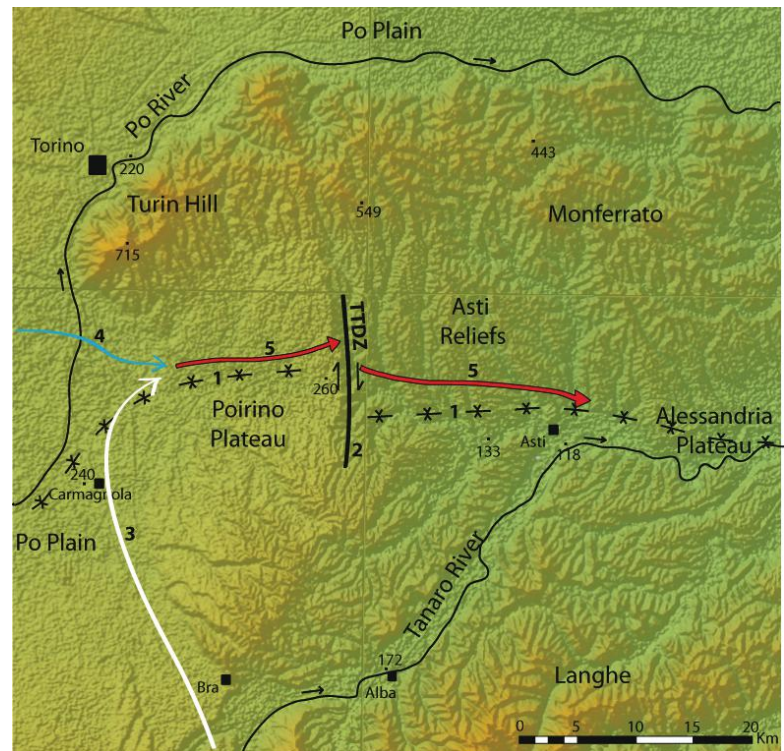 Po Plain
Po River
Torino
220
443
Turin Hill
549
Monferrato
715
TTDZ
Asti
Reliefs
4
5
5
1
260
1
Poirino
Plateau
Alessandria
Plateau
2
Asti
133
118
240
Carmagnola
3
Po Plain
Tanaro River
172
Bra
Alba
Langhe
0 5 10 15 20
Km